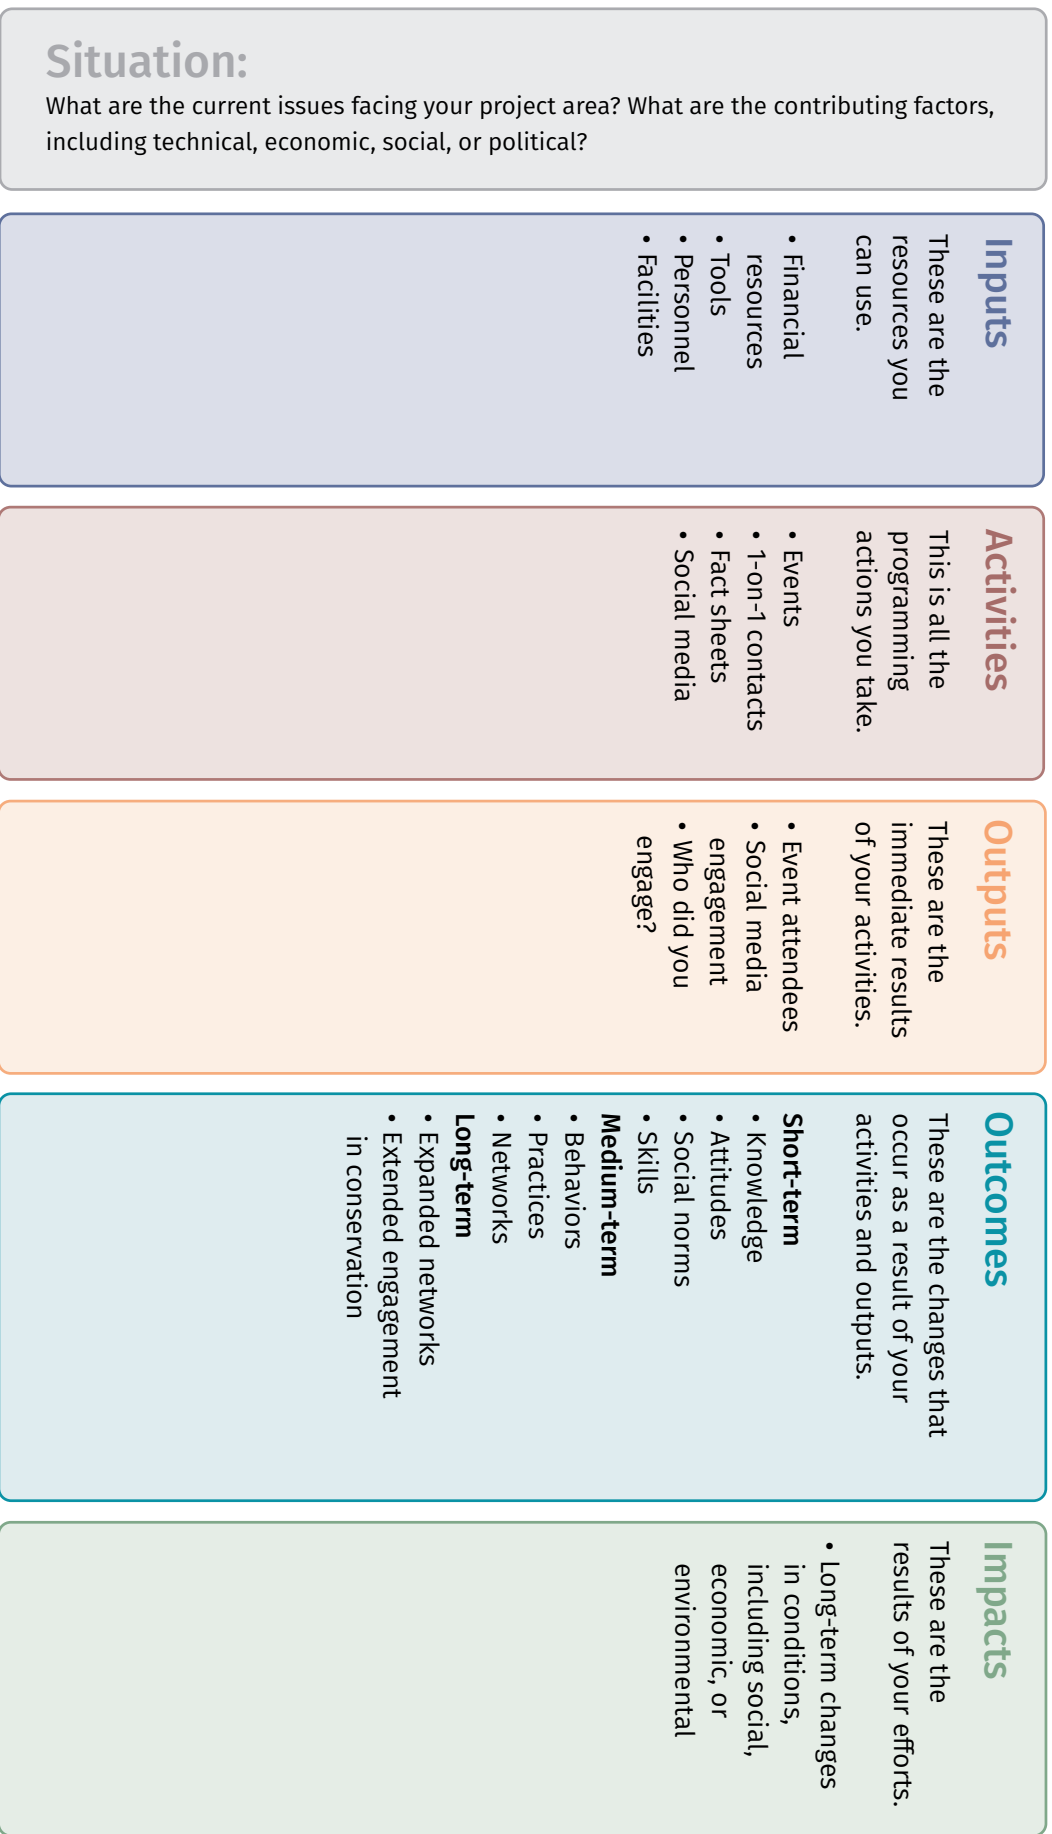 Situation:
What are the current issues facing your project area? What are the contributing factors,
including technical, economic, social, or political?
Inputs
These are the
resources you
can use.
• Financial
resources
• Tools
• Personnel
• Facilities
Activities
This is all the
programming
actions you take.
• Events
• 1-on-1 contacts
• Fact sheets
• Social media
Outputs
These are the
immediate results
of your activities.
• Event attendees
• Social media
engagement
• Who did you
engage?
Outcomes
These are the changes that
occur as a result of your
activities and outputs.
Short-term
• Knowledge
• Attitudes
• Social norms
• Skills
Medium-term
• Behaviors
• Practices
• Networks
Long-term
• Expanded networks
• Extended engagement
in conservation
Impacts
These are the
results of your efforts.
• Long-term changes
in conditions,
including social,
economic, or
environmental